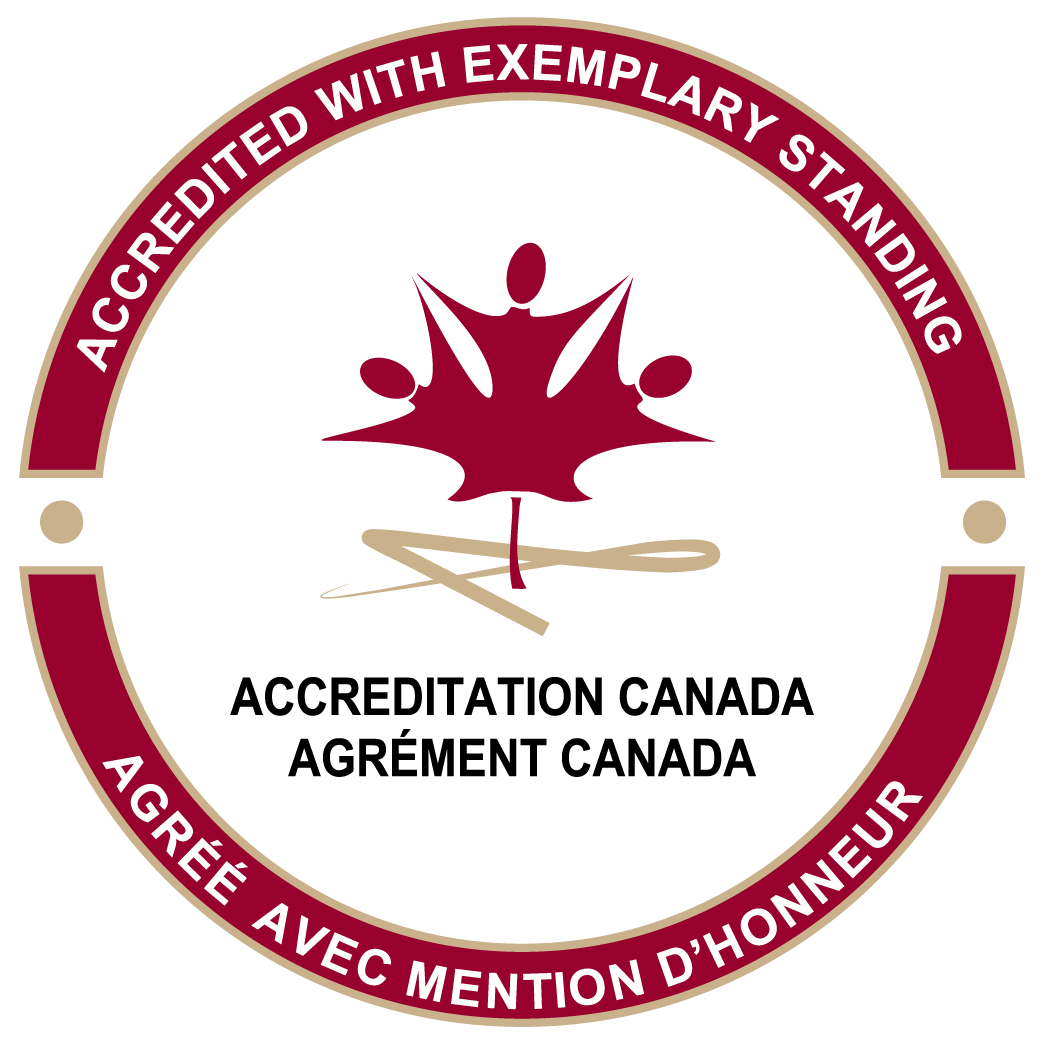 ACCREDITED WITH EXEMPLARY STANDING
ACCREDITATION CANADA
AGRÉMENT CANADA
AGRÉÉ AVEC MENTION D’HONNEUR